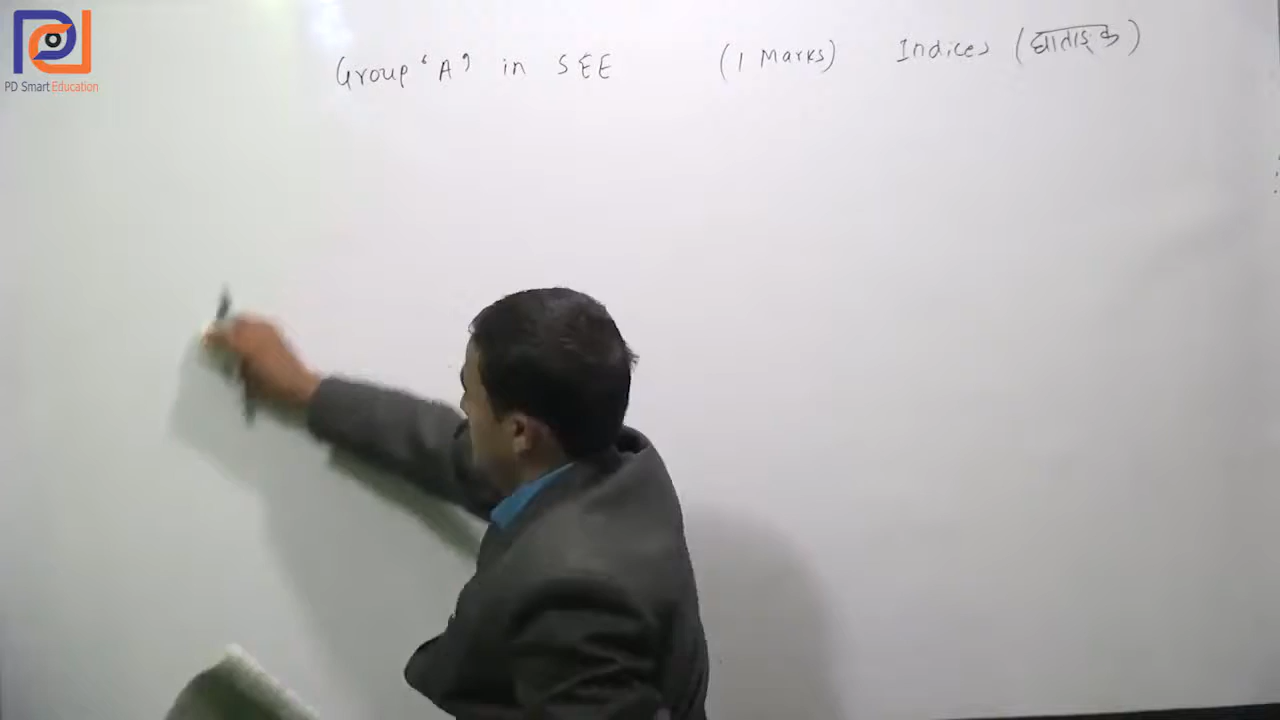 PD Smart Education
Group 'A' in SEE (1 Marks) Indices (घाताङ्क)